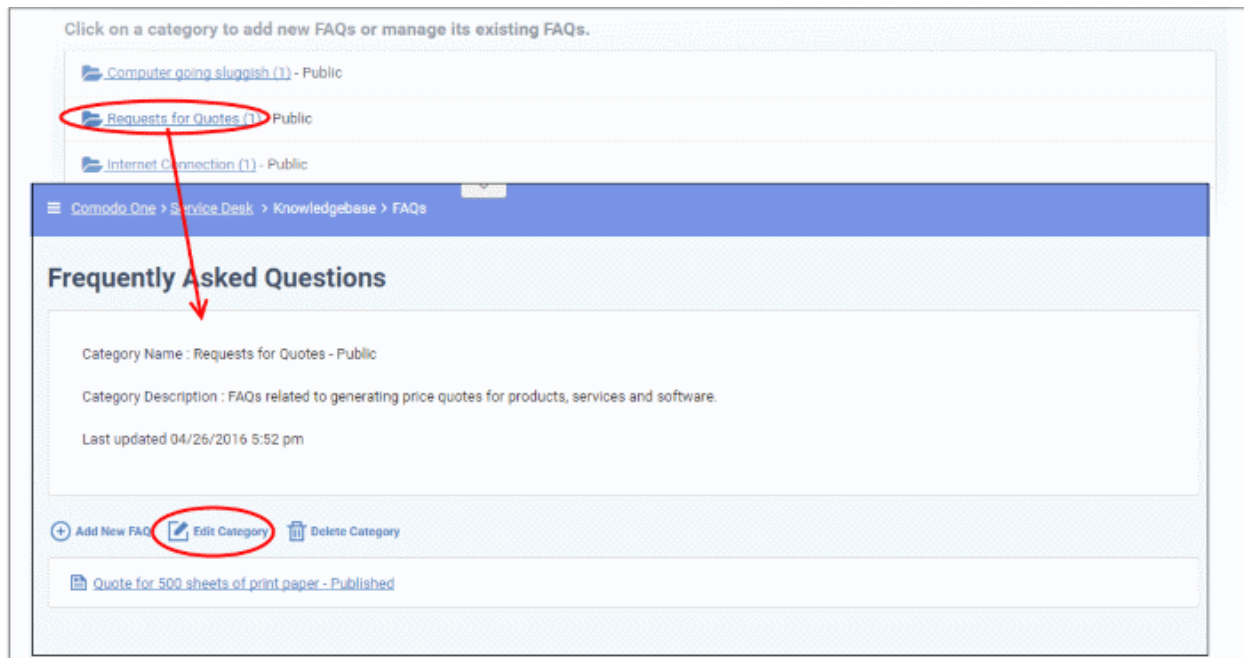 Click on a category to add new FAQs or manage its existing FAQs.
Computer going sluggish (1) - Public
Requests for Quotes (1) - Public
Internet Connection (1) - Public
Comodo One > Service Desk > Knowledgebase > FAQs
Frequently Asked Questions
Category Name : Requests for Quotes - Public
Category Description : FAQs related to generating price quotes for products, services and software.
Last updated 04/26/2016 5:52 pm
Add New FAQ Edit Category Delete Category
Quote for 500 sheets of print paper - Published